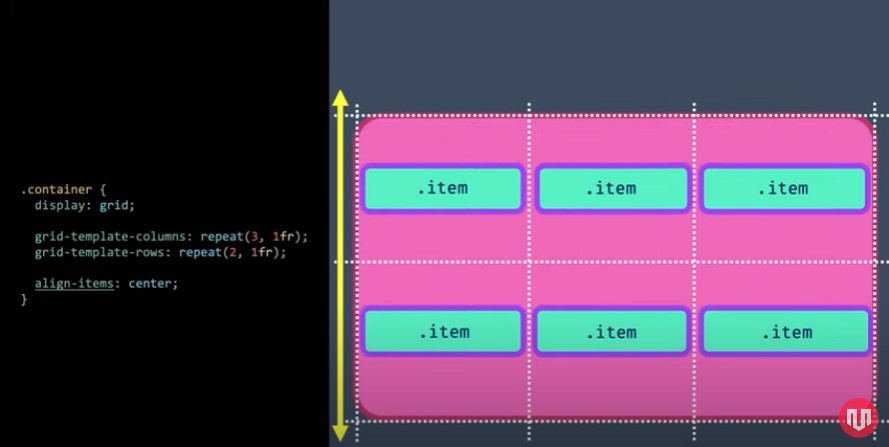 .container {
display: grid;
grid-template-columns: repeat(3, 1fr);
grid-template-rows: repeat(2, 1fr);
align-items: center;
}
.item .item .item
.item .item .item